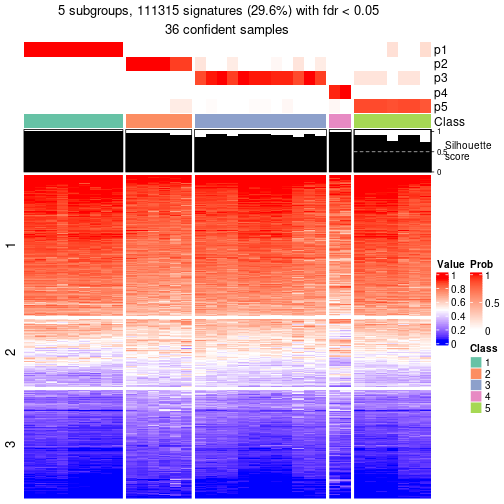 5 subgroups, 111315 signatures (29.6%) with fdr < 0.05
36 confident samples
p1
p2
p3
p4
p5
Class
1
0.5
0
Silhouette
score
1
2
3
Value
1
0.8
0.6
0.4
0.2
0
Prob
1
0.5
0
Class
1
2
3
4
5